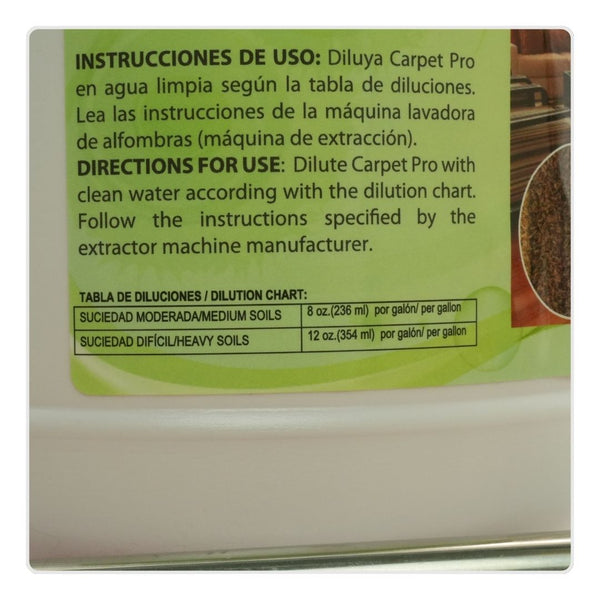 INSTRUCCIONES DE USO: Diluya Carpet Pro
en agua limpia según la tabla de diluciones.
Lea las instrucciones de la máquina lavadora
de alfombras (máquina de extracción).
DIRECTIONS FOR USE: Dilute Carpet Pro with
clean water according with the dilution chart.
Follow the instructions specified by the
extractor machine manufacturer.
TABLA DE DILUCIONES / DILUTION CHART:
SUCIEDAD MODERADA/MEDIUM SOILS 8 oz.(236 ml) por galón/ per gallon
SUCIEDAD DIFÍCIL/HEAVY SOILS 12 oz.(354 ml) por galón/ per gallon